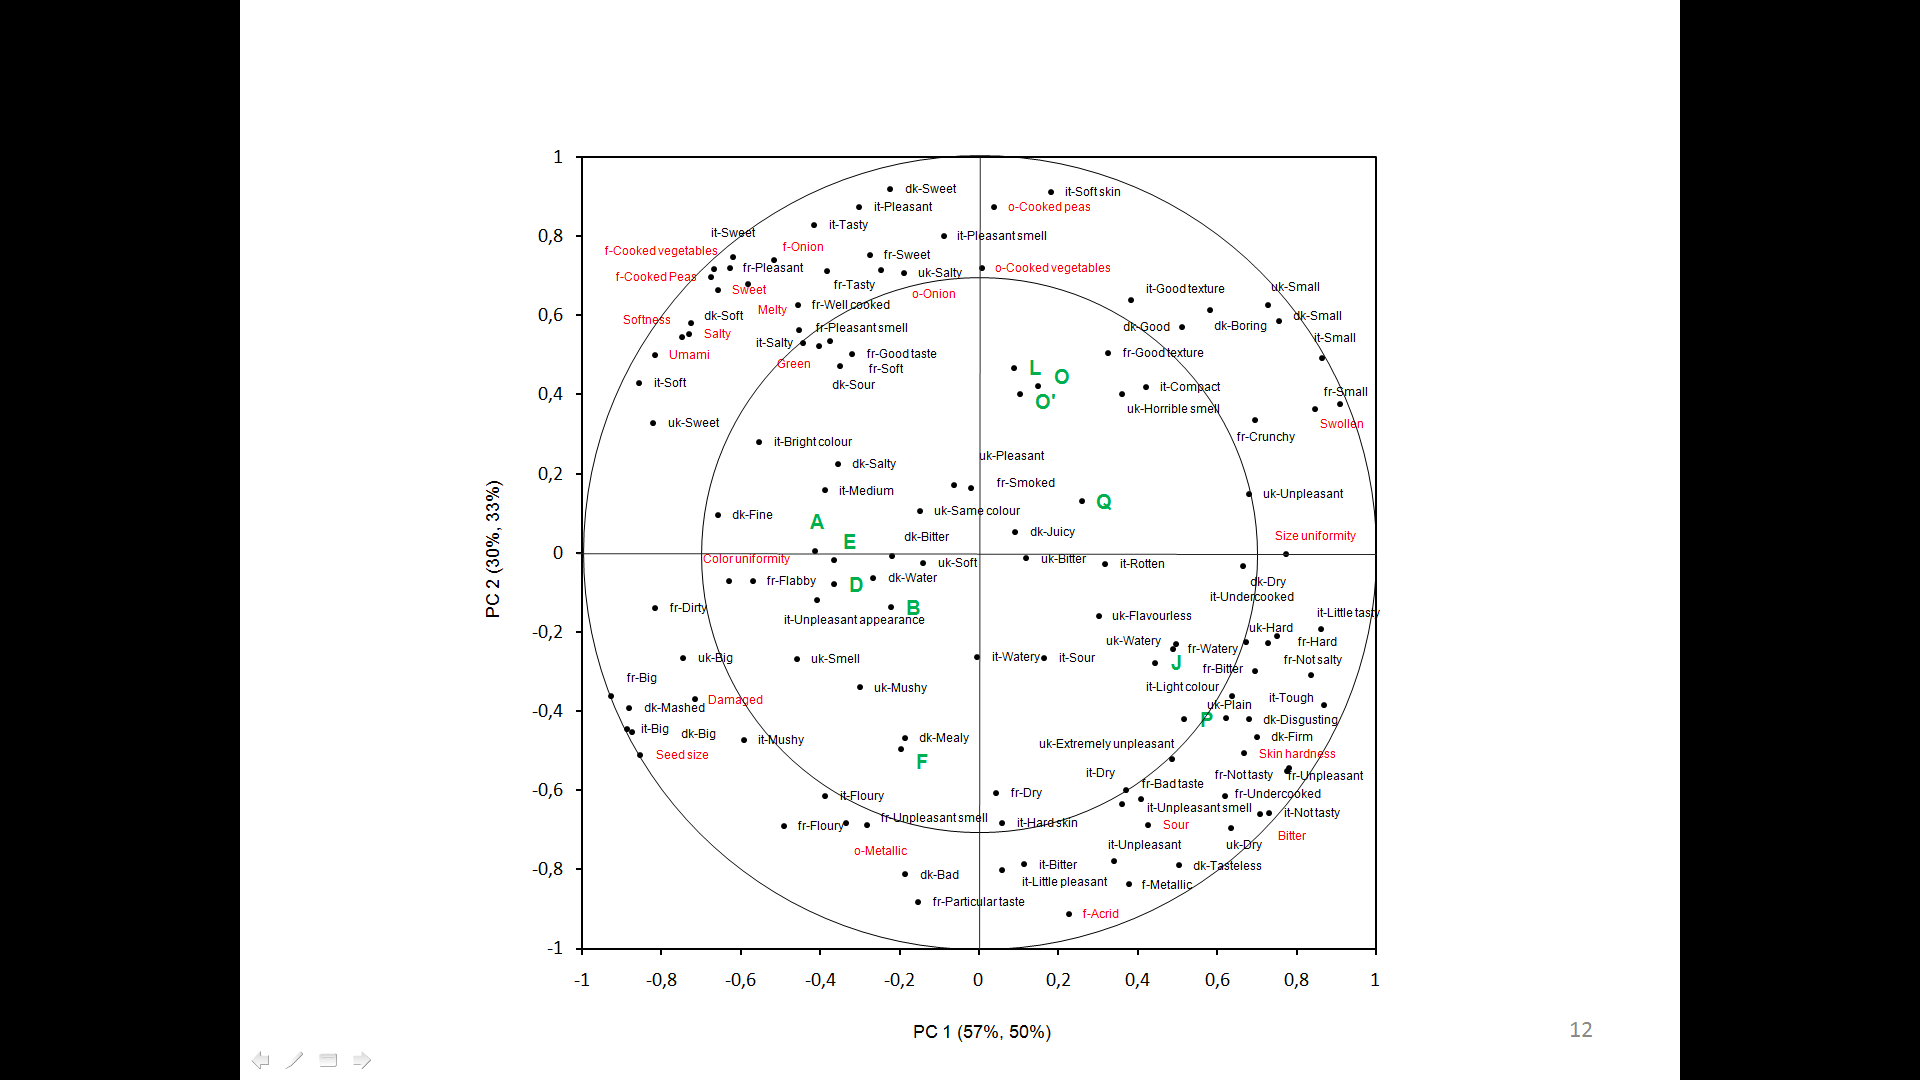 1
dk-Sweet
it-Soft skin
it-Pleasant
o-Cooked peas
it-Tasty
0,8
it-Sweet
it-Pleasant smell
f-Onion
f-Cooked vegetables
fr-Sweet
fr-Pleasant
uk-Salty
o-Cooked vegetables
f-Cooked Peas
fr-Tasty
Sweet
o-Onion
it-Good texture
uk-Small
Melty
fr-Well cooked
0,6
Softness
dk-Soft
dk-Small
Salty
fr-Pleasant smell
dk-Good
dk-Boring
it-Small
it-Salty
Umami
fr-Good taste
fr-Good texture
Green
fr-Soft
L
O
it-Soft
dk-Sour
it-Compact
0,4
fr-Small
O'
uk-Horrible smell
uk-Sweet
Swollen
fr-Crunchy
it-Bright colour
uk-Pleasant
dk-Salty
0,2
fr-Smoked
it-Medium
uk-Unpleasant
Q
uk-Same colour
dk-Fine
A
dk-Juicy
E
dk-Bitter
Size uniformity
0
Color uniformity
uk-Soft
uk-Bitter
it-Rotten
fr-Flabby
D
dk-Water
dk-Dry
it-Undercooked
fr-Dirty
B
it-Little tasty
it-Unpleasant appearance
uk-Flavourless
-0,2
uk-Hard
uk-Watery
fr-Watery
fr-Hard
uk-Big
uk-Smell
it-Watery
it-Sour
J
fr-Not salty
fr-Bitter
fr-Big
uk-Mushy
it-Light colour
Damaged
it-Tough
dk-Mashed
uk-Plain
-0,4
P
dk-Disgusting
it-Big
dk-Big
it-Mushy
dk-Mealy
dk-Firm
uk-Extremely unpleasant
Seed size
F
Skin hardness
it-Dry
fr-Not tasty
fr-Unpleasant
fr-Bad taste
-0,6
it-Floury
fr-Dry
fr-Undercooked
it-Unpleasant smell
it-Not tasty
fr-Floury
fr-Unpleasant smell
it-Hard skin
Sour
Bitter
o-Metallic
it-Unpleasant
uk-Dry
-0,8
dk-Bad
it-Bitter
dk-Tasteless
it-Little pleasant
f-Metallic
fr-Particular taste
f-Acrid
-1
-1
-0,8
-0,6
-0,4
-0,2
0
0,2
0,4
0,6
0,8
1
PC 2 (30%, 33%)
PC 1 (57%, 50%)
12